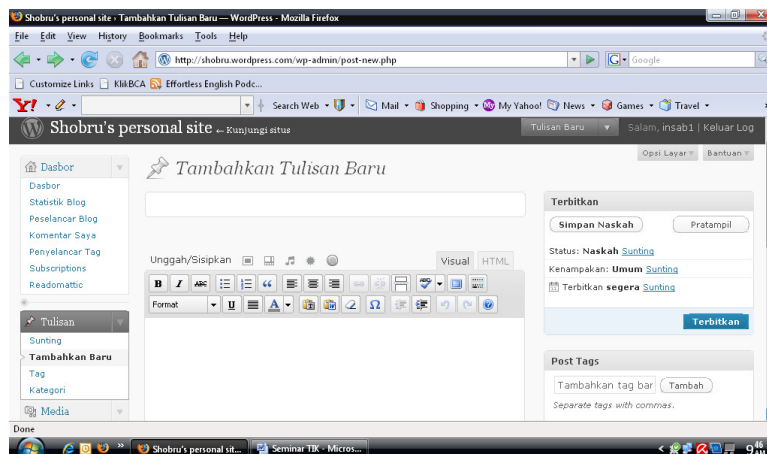 Shobru's personal site › Tambahkan Tulisan Baru — WordPress - Mozilla Firefox
File Edit View History Bookmarks Tools Help
http://shobru.wordpress.com/wp-admin/post-new.php
G Google
Customize Links KlikBCA Effortless English Podc...
Y! Search Web Mail Shopping My Yahoo! News Games Travel
Shobru's personal site ← Kunjungi situs
Tulisan Baru Salam, insab1 | Keluar Log
Opsi Layar Bantuan
Dasbor
Dasbor
Statistik Blog
Peselancar Blog
Komentar Saya
Penyelancar Tag
Subscriptions
Readomattic
Tulisan
Sunting
Tambahkan Baru
Tag
Kategori
Media
Tambahkan Tulisan Baru
Unggah/Sisipkan
Visual HTML
B I ABC
Format U A Ω
Terbitkan
Simpan Naskah Pratampil
Status: Naskah Sunting
Kenampakan: Umum Sunting
Terbitkan segera Sunting
Terbitkan
Post Tags
Tambahkan tag bar Tambah
Separate tags with commas.
Done
Shobru's personal sit... Seminar TIK - Micros...
9:46 AM